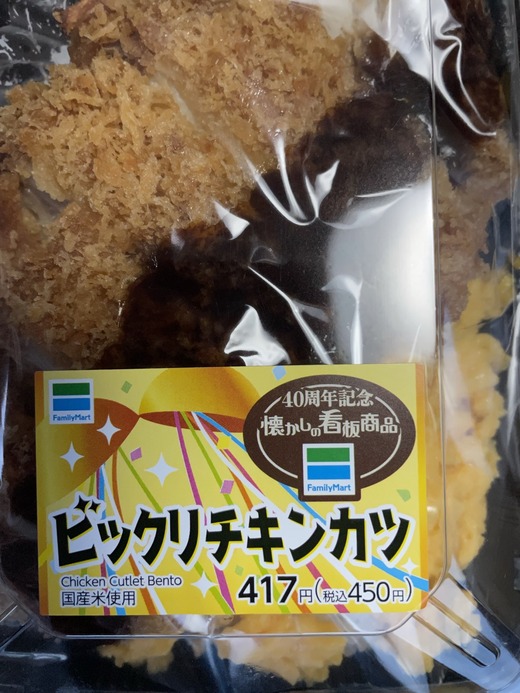 FamilyMart
40周年記念
懐かしの看板商品
FamilyMart
ビックリチキンカツ
Chicken Cutlet Bento
国産米使用
417円(税込450円)